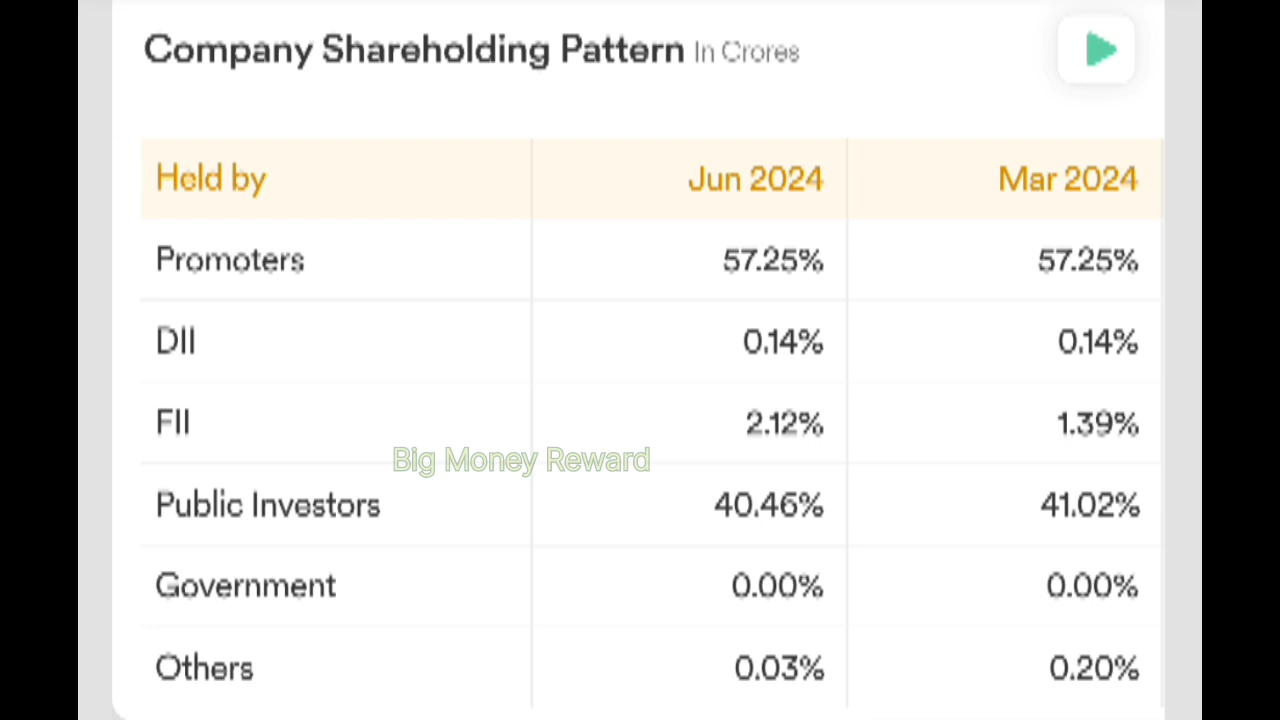 Company Shareholding Pattern In Crores
Held by Jun 2024 Mar 2024
Promoters 57.25% 57.25%
DII 0.14% 0.14%
FII 2.12% 1.39%
Big Money Reward
Public Investors 40.46% 41.02%
Government 0.00% 0.00%
Others 0.03% 0.20%